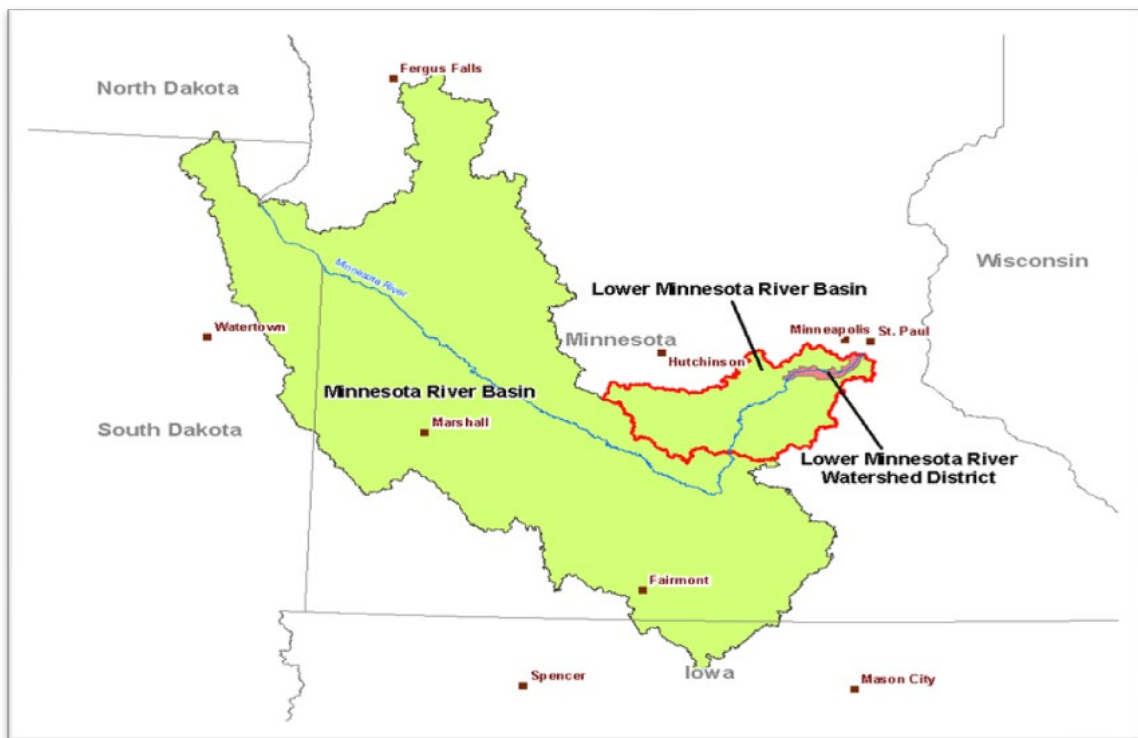 Fergus Falls
North Dakota
Minnesota River
Wisconsin
Lower Minnesota River Basin
Minneapolis
St. Paul
Watertown
Minnesota
Hutchinson
Minnesota River Basin
Marshall
South Dakota
Lower Minnesota River
Watershed District
Fairmont
Iowa
Spencer
Mason City